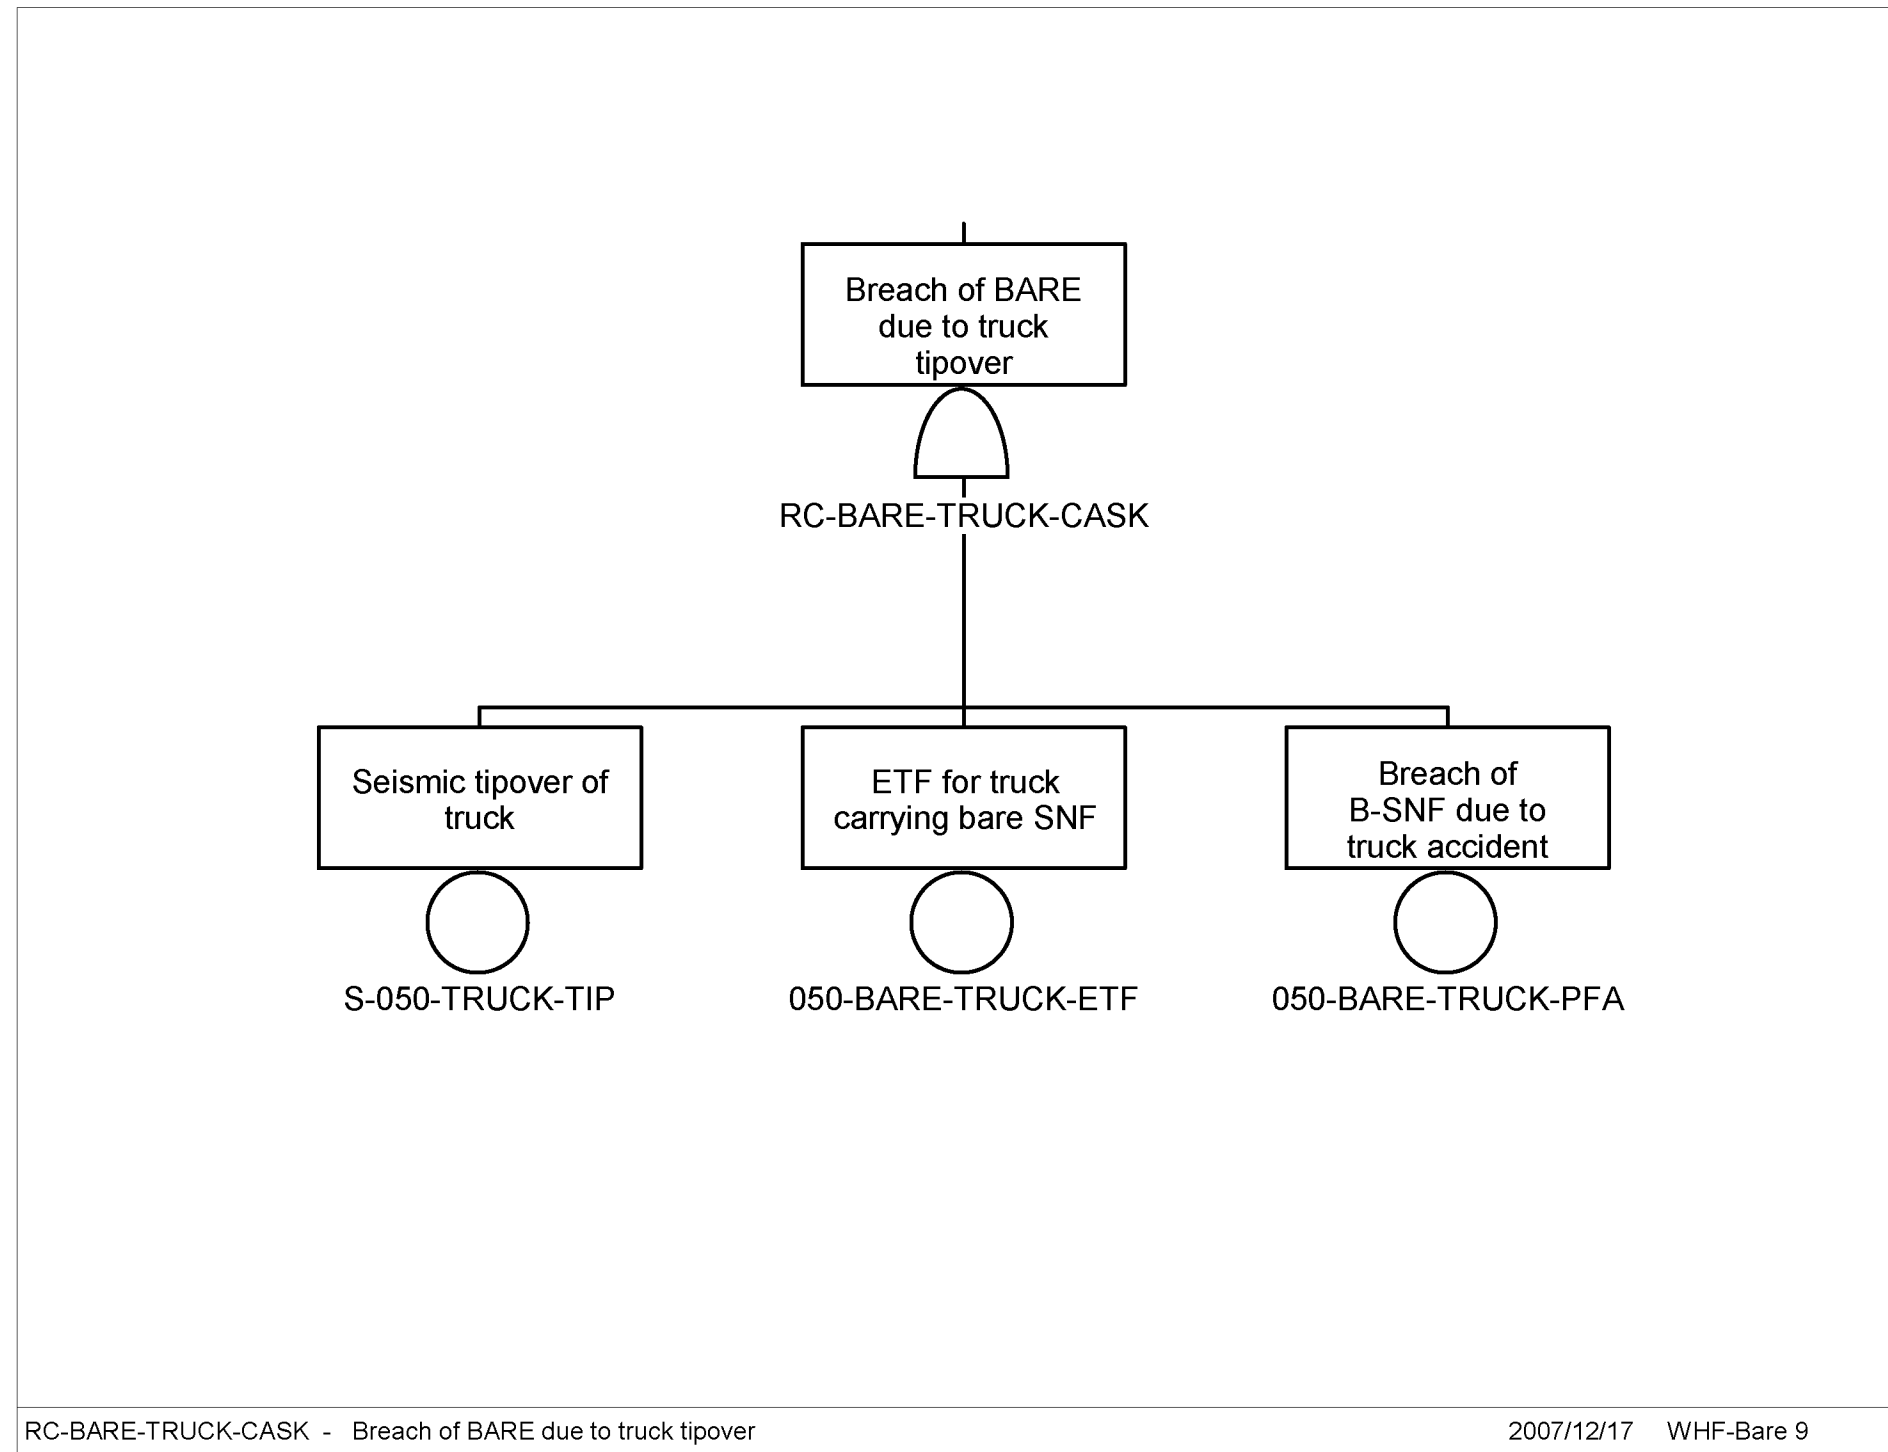 Breach of BARE
due to truck
tipover
RC-BARE-TRUCK-CASK
Seismic tipover of
truck
S-050-TRUCK-TIP
ETF for truck
carrying bare SNF
050-BARE-TRUCK-ETF
Breach of
B-SNF due to
truck accident
050-BARE-TRUCK-PFA
RC-BARE-TRUCK-CASK - Breach of BARE due to truck tipover
2007/12/17 WHF-Bare 9